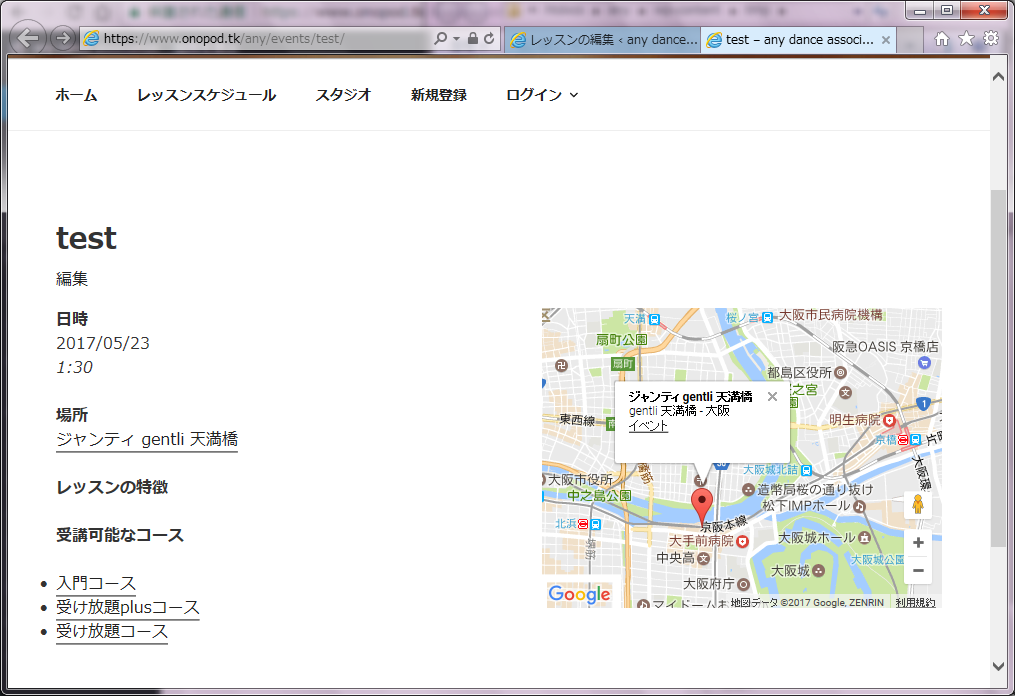 https://www.onopod.tk/any/events/test/
レッスンの編集 ‹ any dance...
test – any dance associ...
ホーム
レッスンスケジュール
スタジオ
新規登録
ログイン
test
編集
日時
2017/05/23
1:30
場所
ジャンティ gentli 天満橋
レッスンの特徴
受講可能なコース
入門コース
受け放題plusコース
受け放題コース
天満
桜ノ宮
大阪市民病院機構
扇町公園
阪急OASIS 京橋店
扇町
都島区役所
ジャンティ gentli 天満橋
gentli 天満橋 - 大阪
イベント
之宮
園
1
東西線
明生病院
京橋
大阪環
大阪城北詰
大阪市役所
中之島公園
造幣局桜の通り抜け
松下IMPホール
北浜
堺筋
京阪本線
大手前病院
大阪城ホール
中央高
大阪城公園
大阪城
大阪府庁
Google
マイドームお
地図データ ©2017 Google, ZENRIN
利用規約